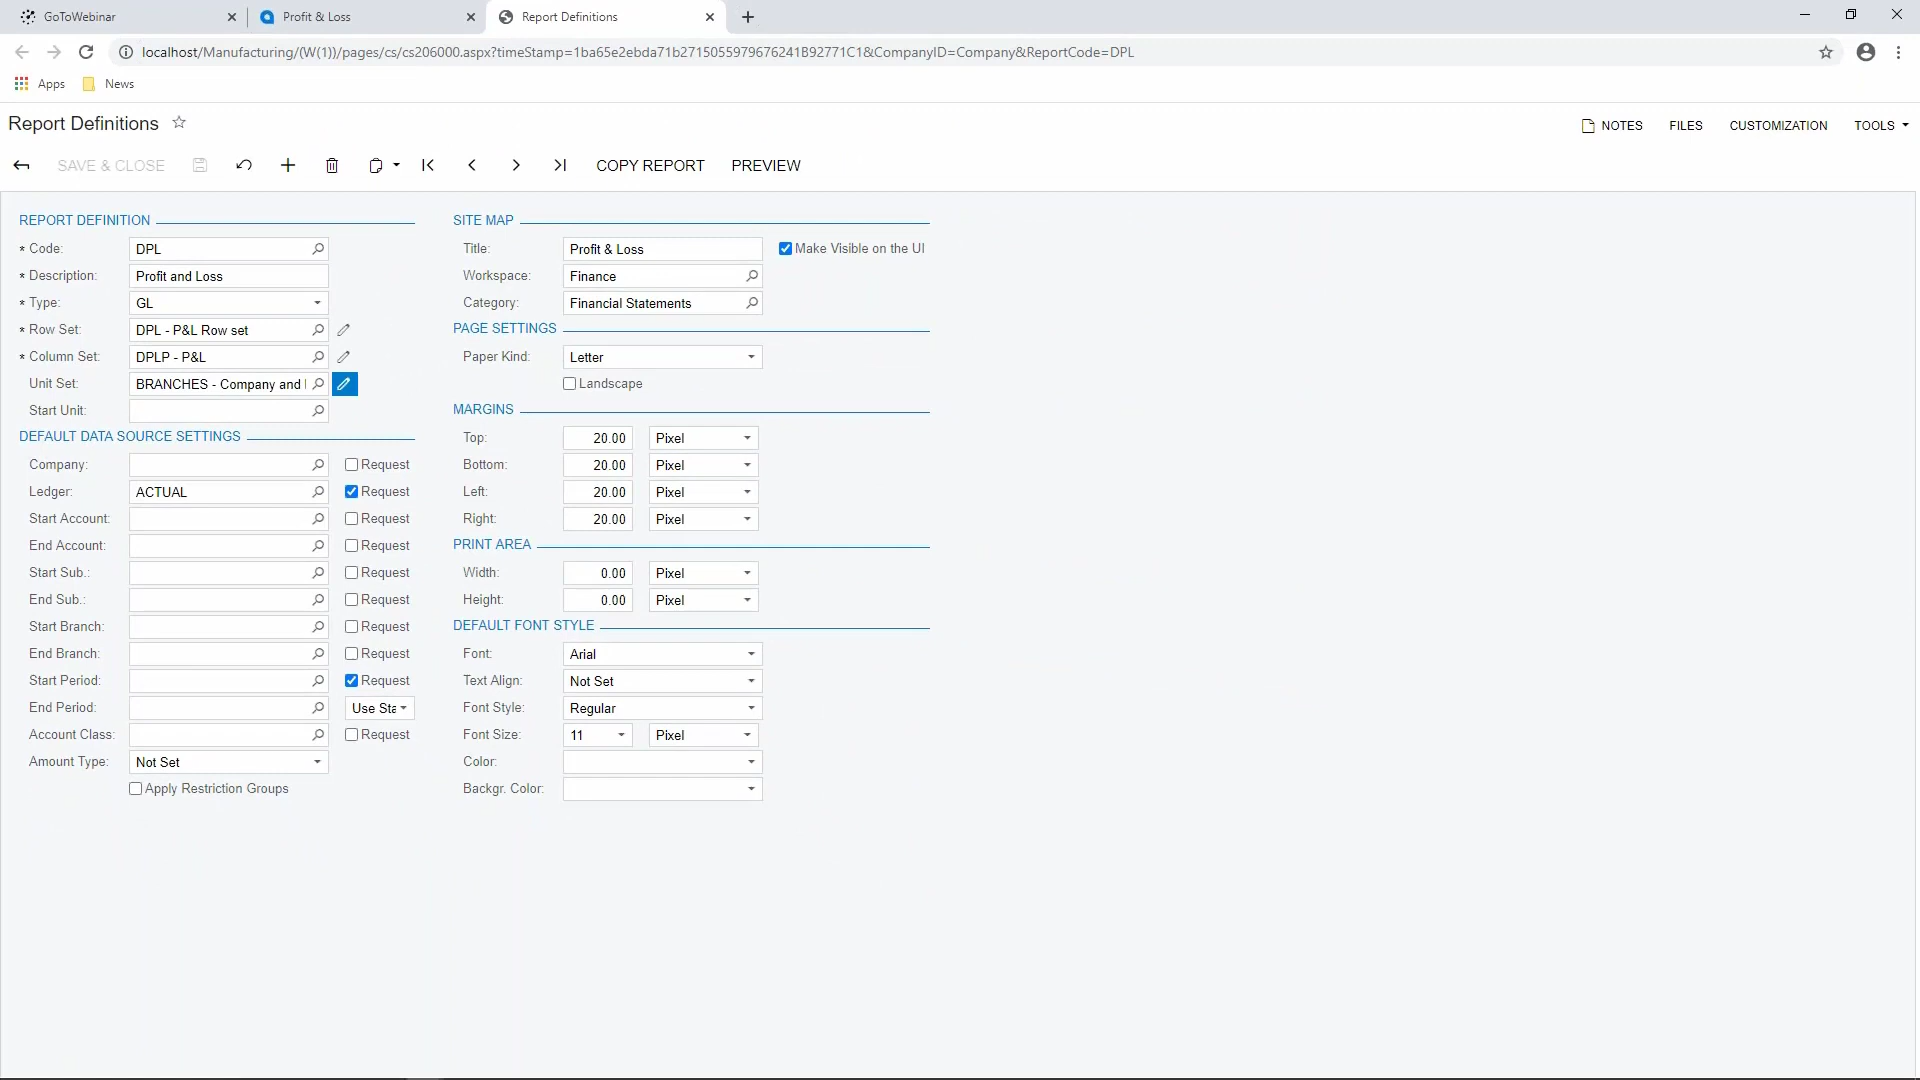 GoToWebinar
Profit & Loss
Report Definitions
localhost/Manufacturing/(W(1))/pages/cs/cs206000.aspx?timeStamp=1ba65e2ebda71b2715055979676241B92771C1&CompanyID=Company&ReportCode=DPL
Apps
News
Report Definitions
NOTES
FILES
CUSTOMIZATION
TOOLS
SAVE & CLOSE
COPY REPORT
PREVIEW
REPORT DEFINITION
* Code: DPL
* Description: Profit and Loss
* Type: GL
* Row Set: DPL - P&L Row set
* Column Set: DPLP - P&L
Unit Set: BRANCHES - Company and
Start Unit:
DEFAULT DATA SOURCE SETTINGS
Company: Request
Ledger: ACTUAL Request
Start Account: Request
End Account: Request
Start Sub.: Request
End Sub.: Request
Start Branch: Request
End Branch: Request
Start Period: Request
End Period: Use Sta
Account Class: Request
Amount Type: Not Set
Apply Restriction Groups
SITE MAP
Title: Profit & Loss Make Visible on the UI
Workspace: Finance
Category: Financial Statements
PAGE SETTINGS
Paper Kind: Letter
Landscape
MARGINS
Top: 20.00 Pixel
Bottom: 20.00 Pixel
Left: 20.00 Pixel
Right: 20.00 Pixel
PRINT AREA
Width: 0.00 Pixel
Height: 0.00 Pixel
DEFAULT FONT STYLE
Font: Arial
Text Align: Not Set
Font Style: Regular
Font Size: 11 Pixel
Color:
Backgr. Color: